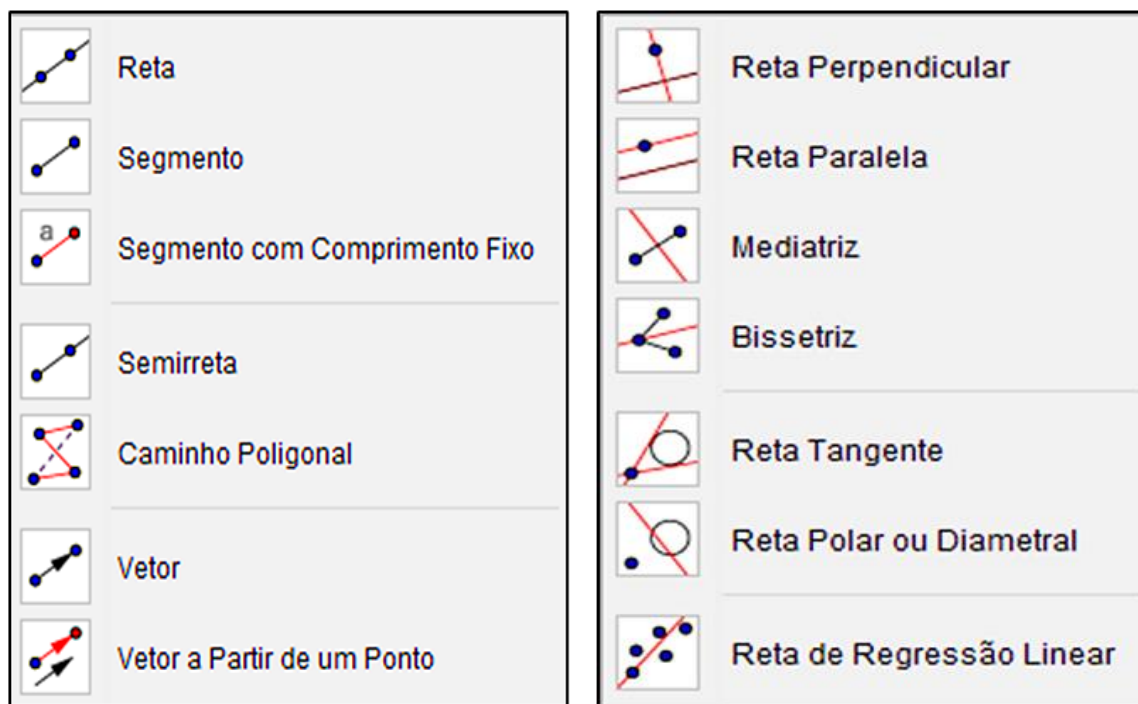 Reta
Segmento
a
Segmento com Comprimento Fixo
Semirreta
Caminho Poligonal
Vetor
Vetor a Partir de um Ponto
Reta Perpendicular
Reta Paralela
Mediatriz
Bissetriz
Reta Tangente
Reta Polar ou Diametral
Reta de Regressão Linear